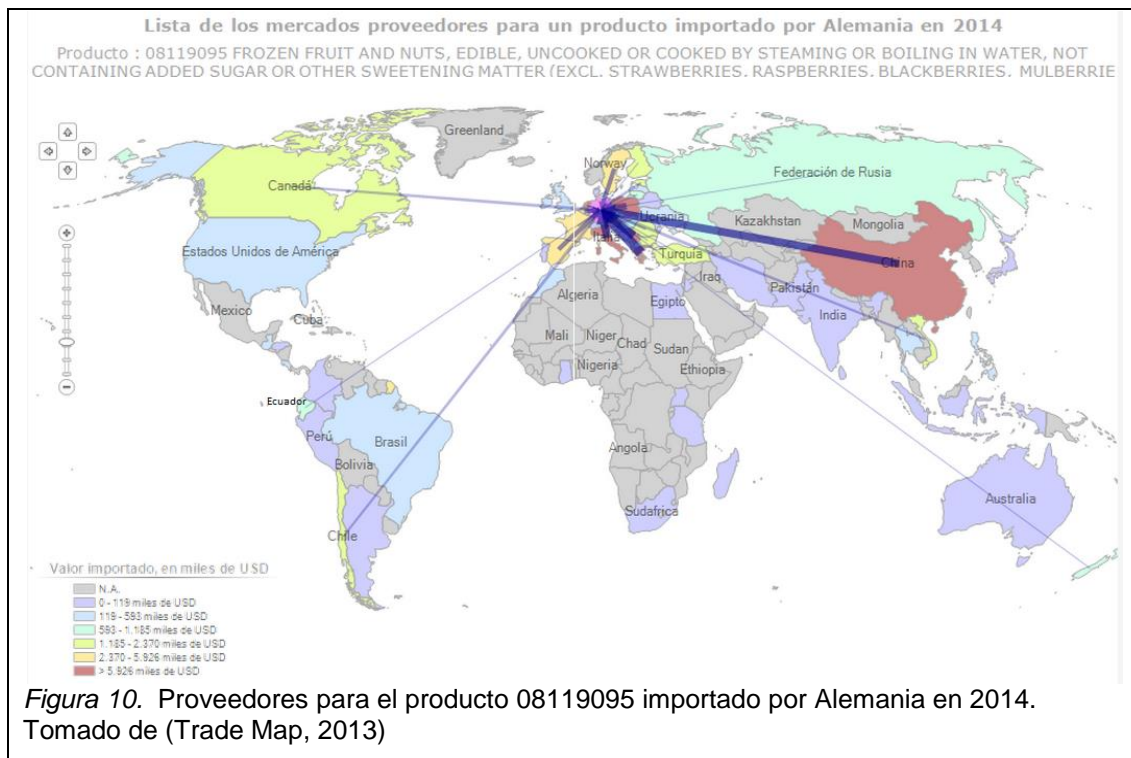 Lista de los mercados proveedores para un producto importado por Alemania en 2014
Producto : 08119095 FROZEN FRUIT AND NUTS, EDIBLE, UNCOOKED OR COOKED BY STEAMING OR BOILING IN WATER, NOT
CONTAINING ADDED SUGAR OR OTHER SWEETENING MATTER (EXCL. STRAWBERRIES, RASPBERRIES, BLACKBERRIES, MULBERRIE
Greenland
Norway
Canadá
Federación de Rusia
Ucrania
Kazakhstan
Mongolia
Estados Unidos de América
Italia
Turquia
China
Iraq
Pakistán
Algeria
Egipto
India
Mexico
Cuba
Mali
Niger
Chad
Sudan
Nigeria
Ethiopia
Ecuador
Perú
Brasil
Angola
Bolivia
Australia
Sudafrica
Chile
Valor importado, en miles de USD
N.A.
0 - 119 miles de USD
119 - 593 miles de USD
593 - 1.185 miles de USD
1.185 - 2.370 miles de USD
2.370 - 5.926 miles de USD
> 5.926 miles de USD
Figura 10. Proveedores para el producto 08119095 importado por Alemania en 2014.
Tomado de (Trade Map, 2013)